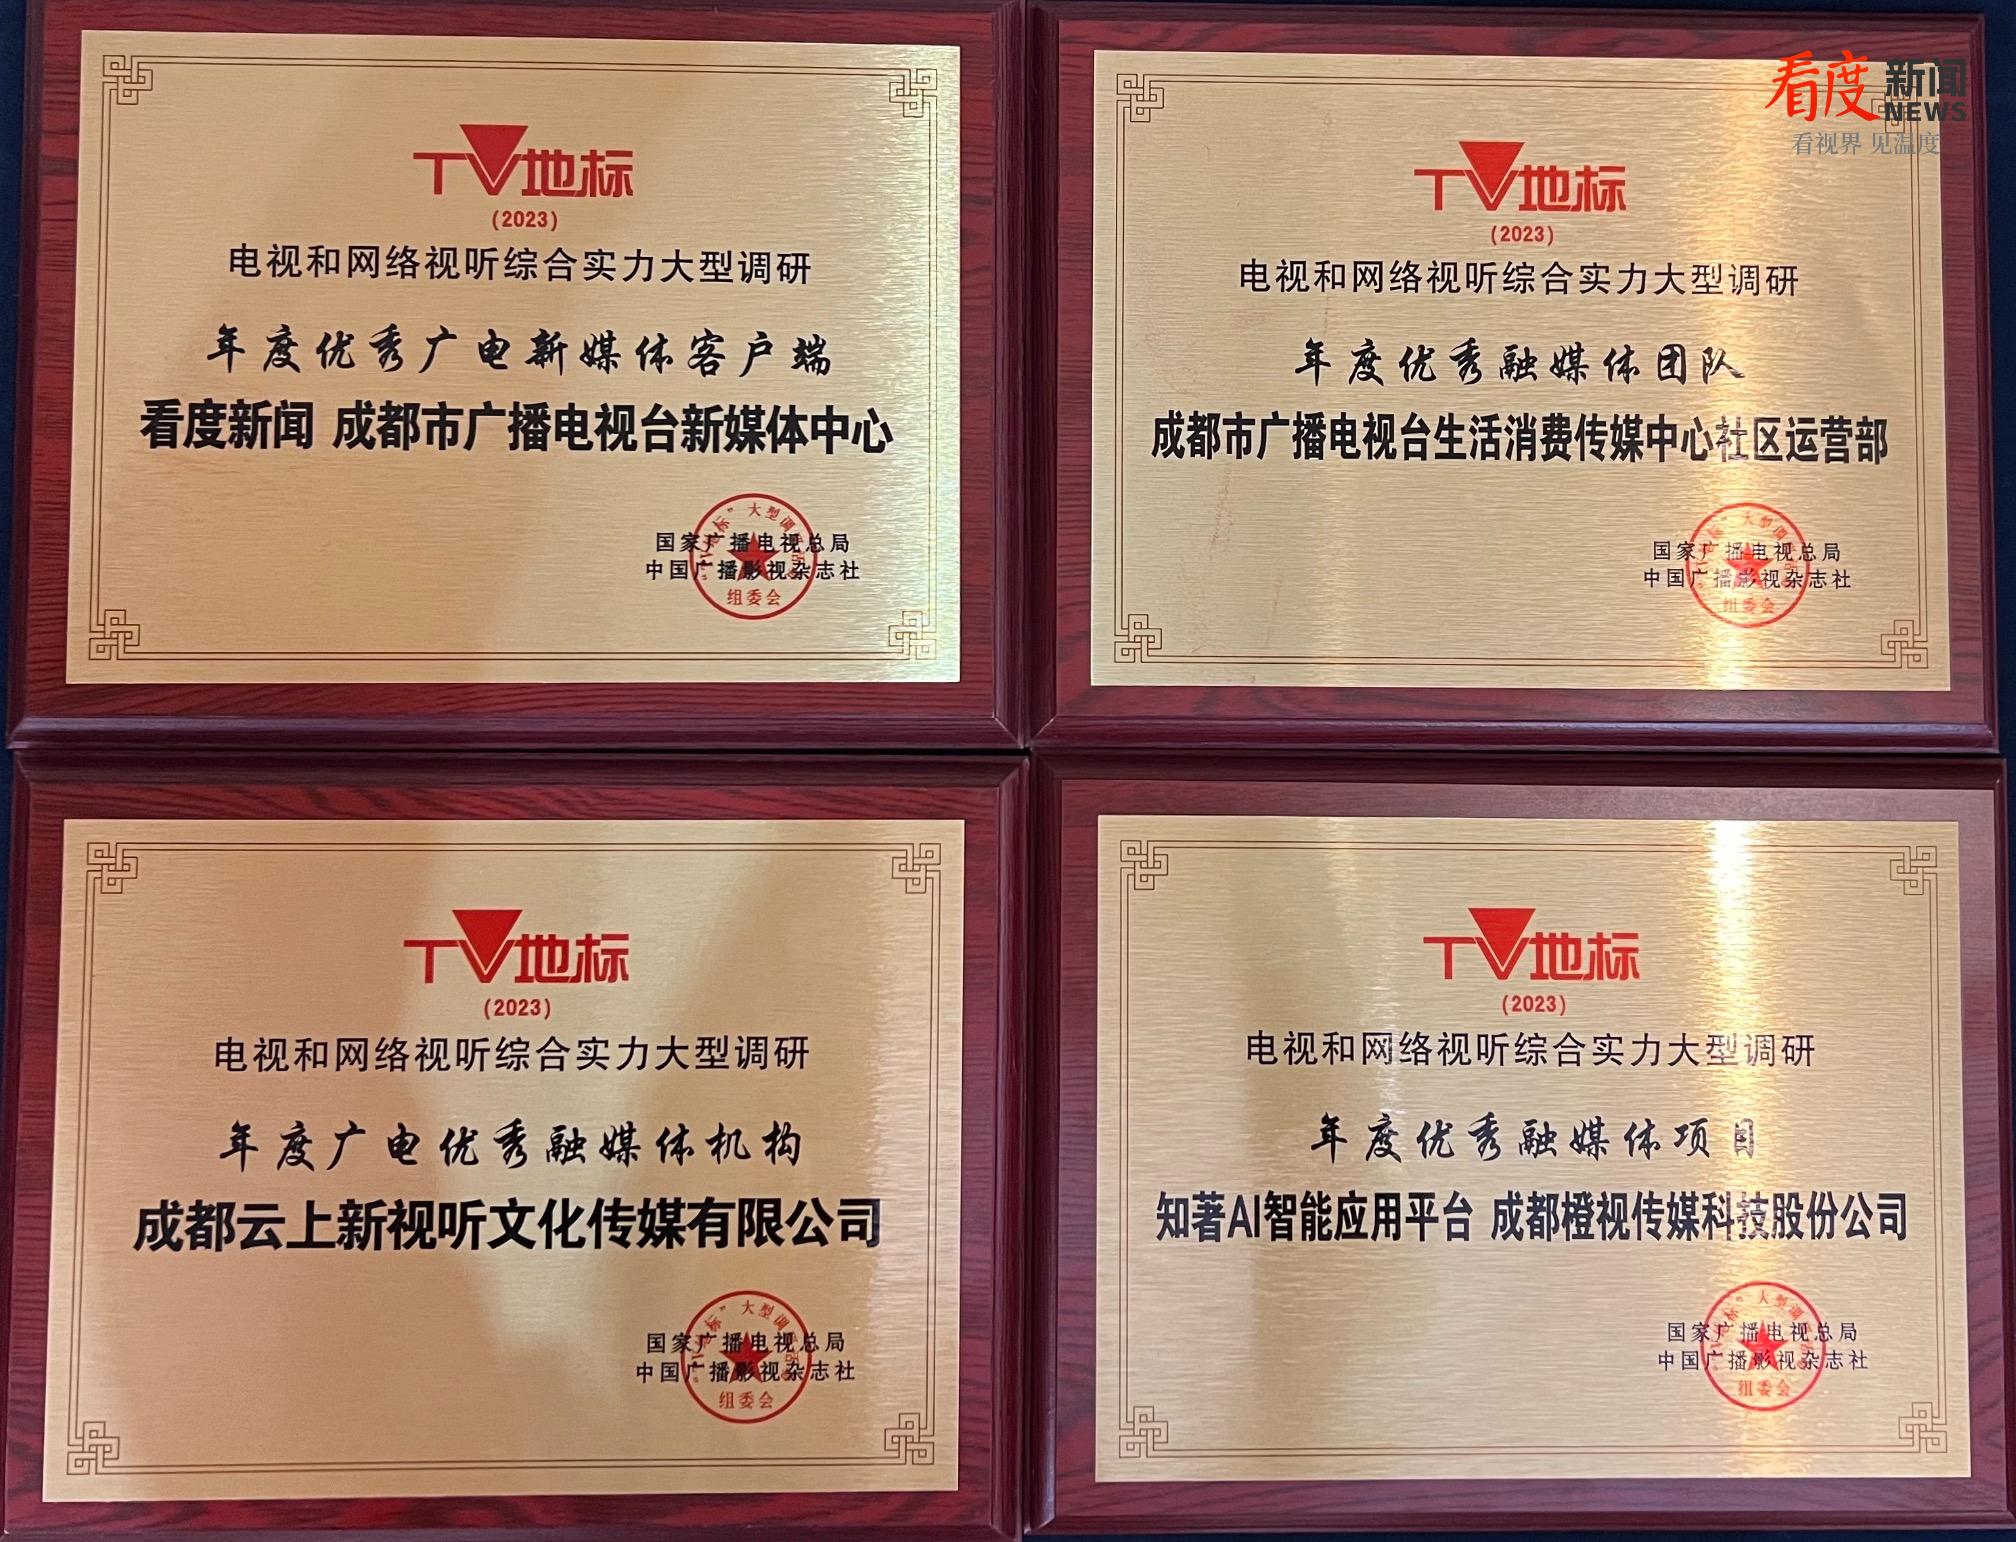 TV地标
(2023)
电视和网络视听综合实力大型调研
年度优秀广电新媒体客户端
看度新闻 成都市广播电视台新媒体中心
国家广播电视总局
中国广播影视杂志社
组委会
看度新闻
NEWS
看视界 见温度
TV地标
(2023)
电视和网络视听综合实力大型调研
年度优秀融媒体团队
成都市广播电视台生活消费传媒中心社区运营部
国家广播电视总局
中国广播影视杂志社
组委会
TV地标
(2023)
电视和网络视听综合实力大型调研
年度广电优秀融媒体机构
成都云上新视听文化传媒有限公司
国家广播电视总局
中国广播影视杂志社
组委会
TV地标
(2023)
电视和网络视听综合实力大型调研
年度优秀融媒体项目
知著AI智能应用平台 成都橙视传媒科技股份公司
国家广播电视总局
中国广播影视杂志社
组委会